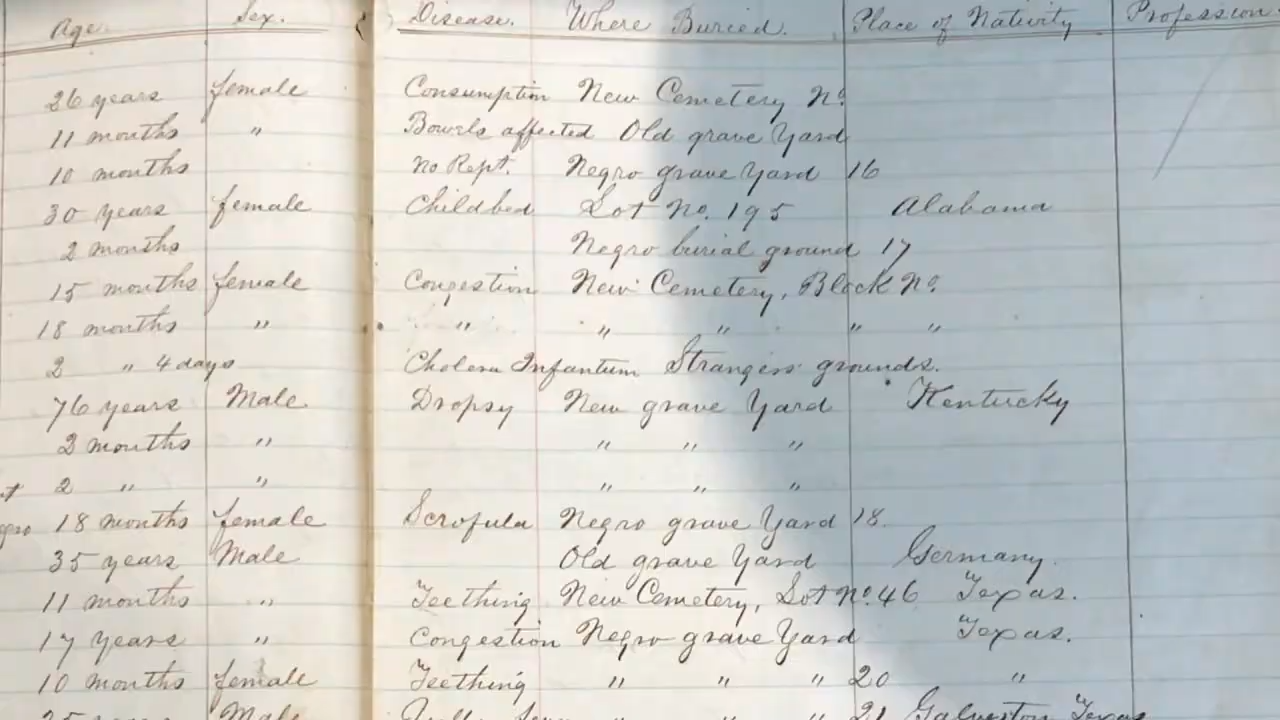 Age. Sex. Disease. Where Buried. Place of Nativity Profession.
26 years female Consumption New Cemetery No.
11 months " Bowels affected Old grave Yard
10 months No Rept. Negro grave Yard 16
30 years female Childbed Lot No. 195 Alabama
2 months Negro burial ground 17
15 months female Congestion New Cemetery, Block No.
18 months " " " " " "
2 " 4 days Cholera Infantum Strangers grounds.
76 years Male Dropsy New grave Yard Kentucky
2 months " " " "
2 " " " " "
18 months female Scrofula Negro grave Yard 18.
35 years Male Old grave Yard Germany.
11 months " Teething New Cemetery, Lot No. 46 Texas.
17 years " Congestion Negro grave Yard Texas.
10 months female Teething " " " 20 "
Male 21 Galveston Texas